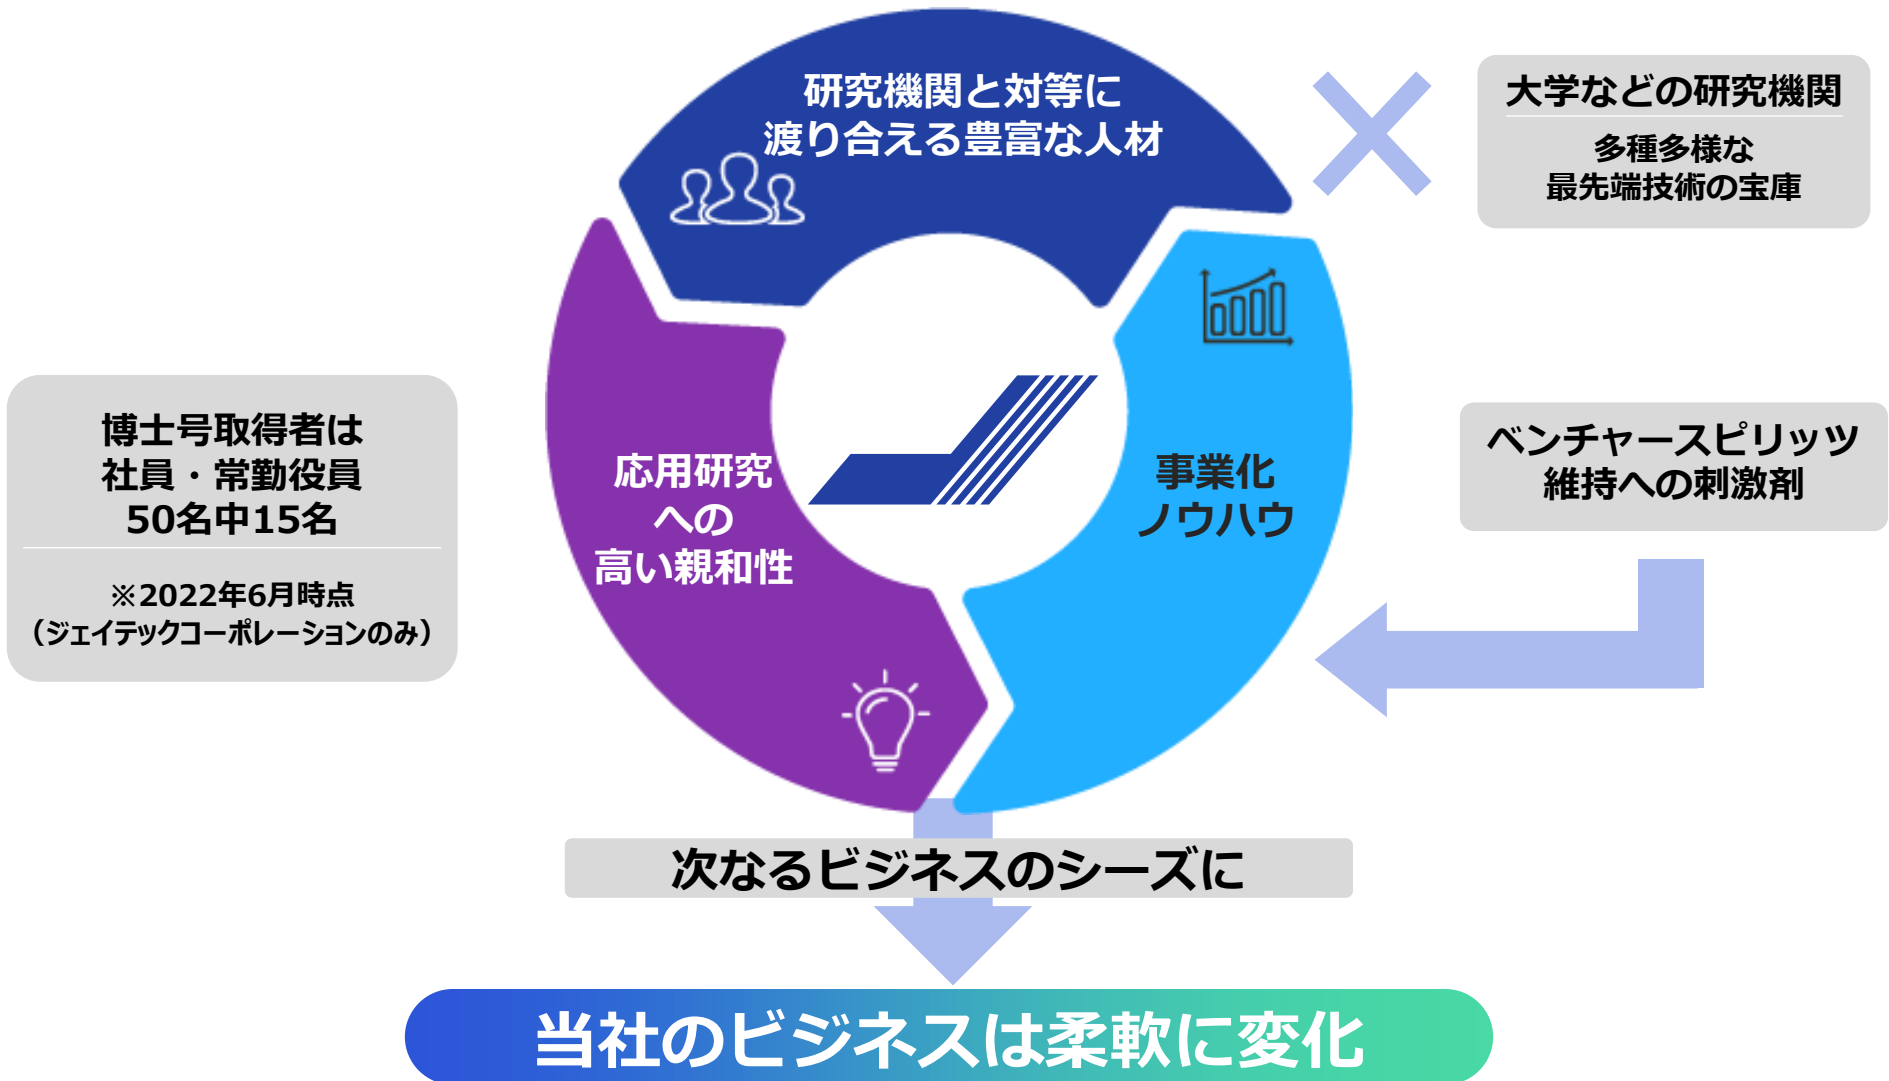 研究機関と対等に
渡り合える豊富な人材
大学などの研究機関
多種多様な
最先端技術の宝庫
博士号取得者は
社員・常勤役員
50名中15名
※2022年6月時点
（ジェイテックコーポレーションのみ）
応用研究
への
高い親和性
事業化
ノウハウ
ベンチャースピリッツ
維持への刺激剤
次なるビジネスのシーズに
当社のビジネスは柔軟に変化